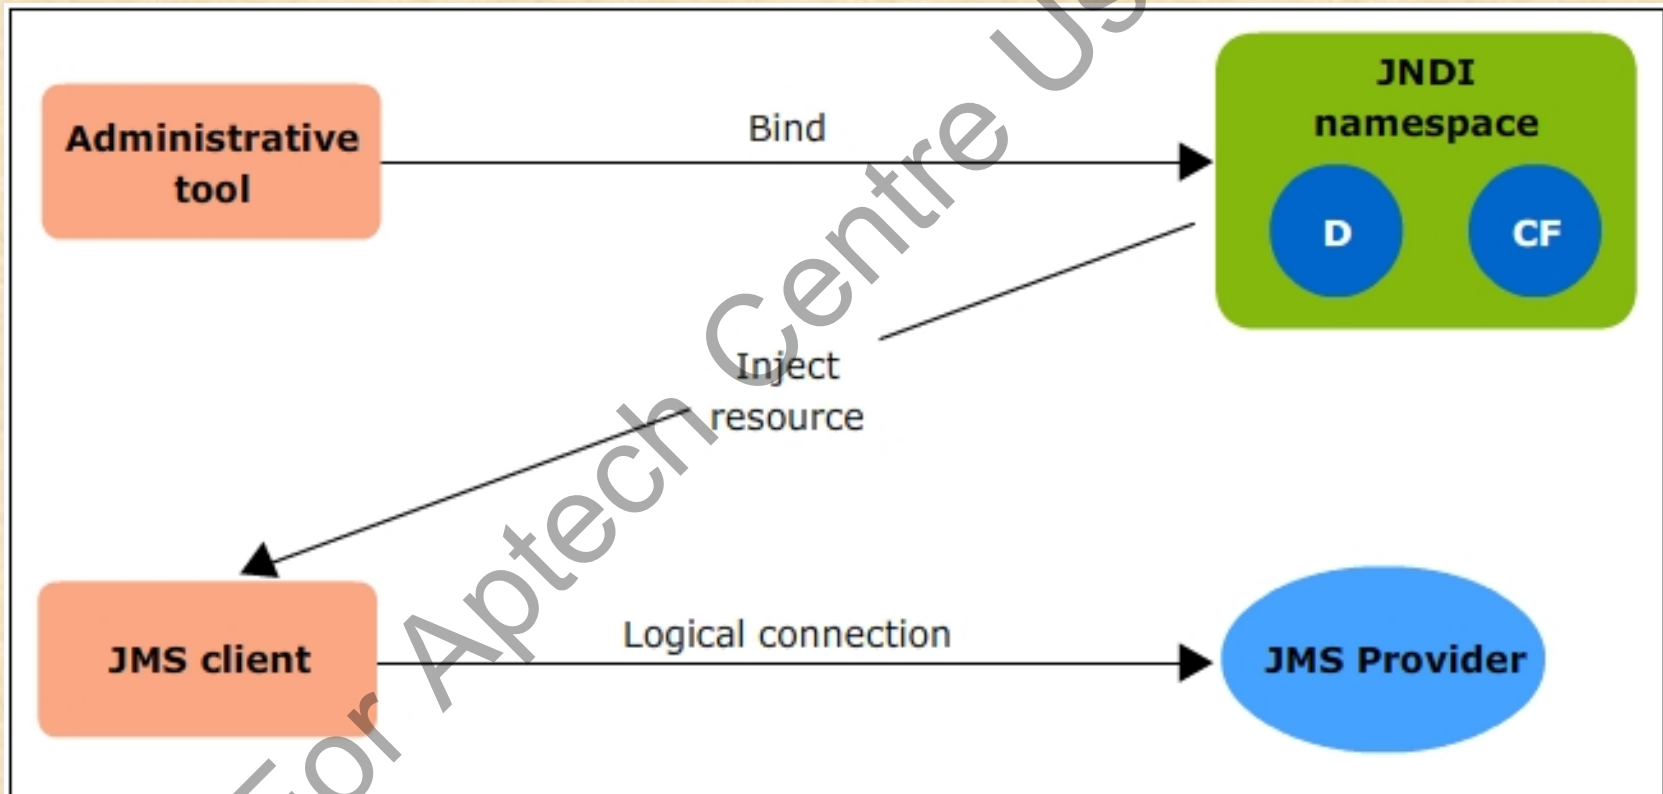 JNDI
namespace
Administrative
tool
Bind
D
CF
Inject
resource
JMS client
Logical connection
JMS Provider
For Aptech Centre Us